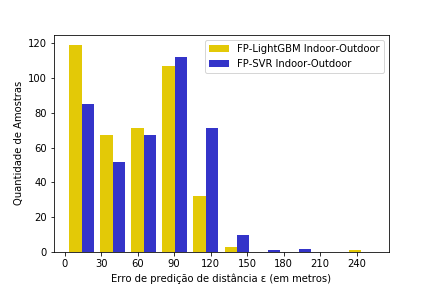 120
100
80
60
40
20
0
Quantidade de Amostras
FP-LightGBM Indoor-Outdoor
FP-SVR Indoor-Outdoor
0 30 60 90 120 150 180 210 240
Erro de predição de distância ε (em metros)